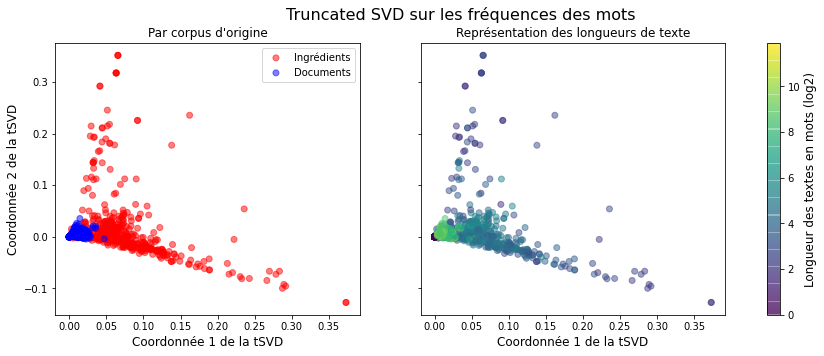 Truncated SVD sur les fréquences des mots
Par corpus d'origine
Représentation des longueurs de texte
Ingrédients
Documents
Coordonnée 2 de la tSVD
0.3
0.2
0.1
0.0
−0.1
0.00 0.05 0.10 0.15 0.20 0.25 0.30 0.35
Coordonnée 1 de la tSVD
0.00 0.05 0.10 0.15 0.20 0.25 0.30 0.35
Coordonnée 1 de la tSVD
10
8
6
4
2
0
Longueur des textes en mots (log2)